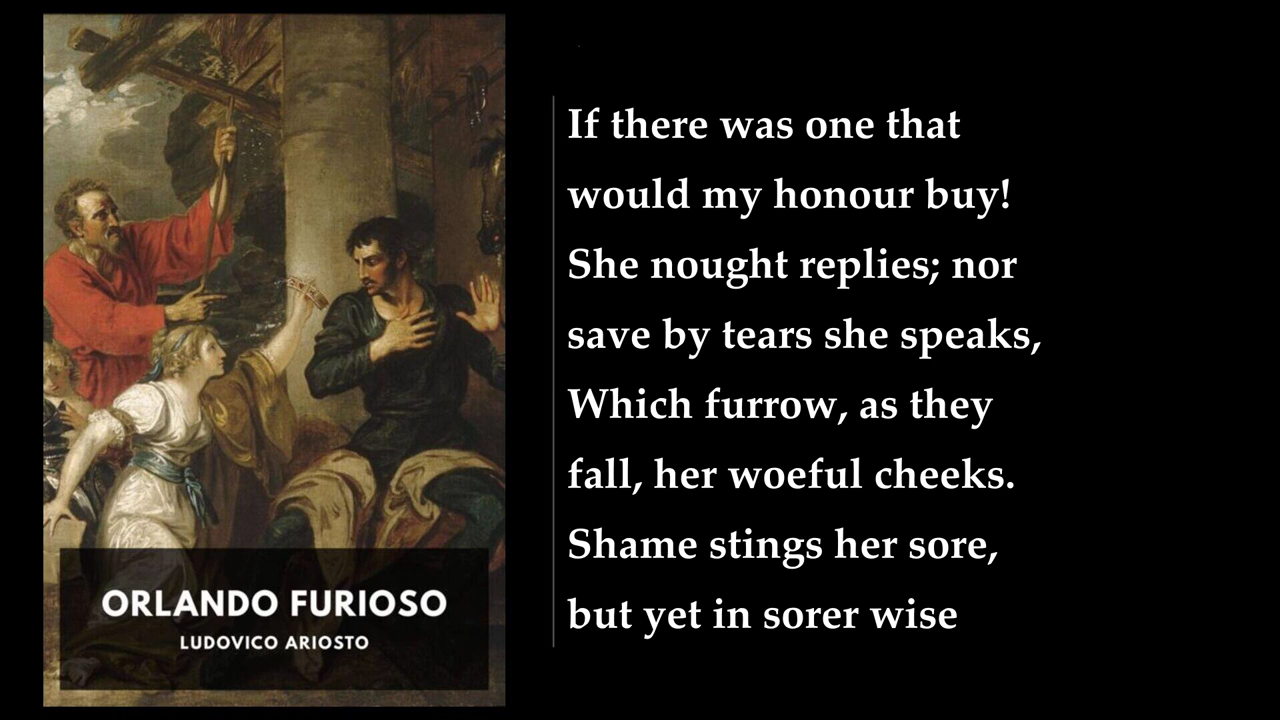 ORLANDO FURIOSO
LUDOVICO ARIOSTO
If there was one that
would my honour buy!
She nought replies; nor
save by tears she speaks,
Which furrow, as they
fall, her woeful cheeks.
Shame stings her sore,
but yet in sorer wise